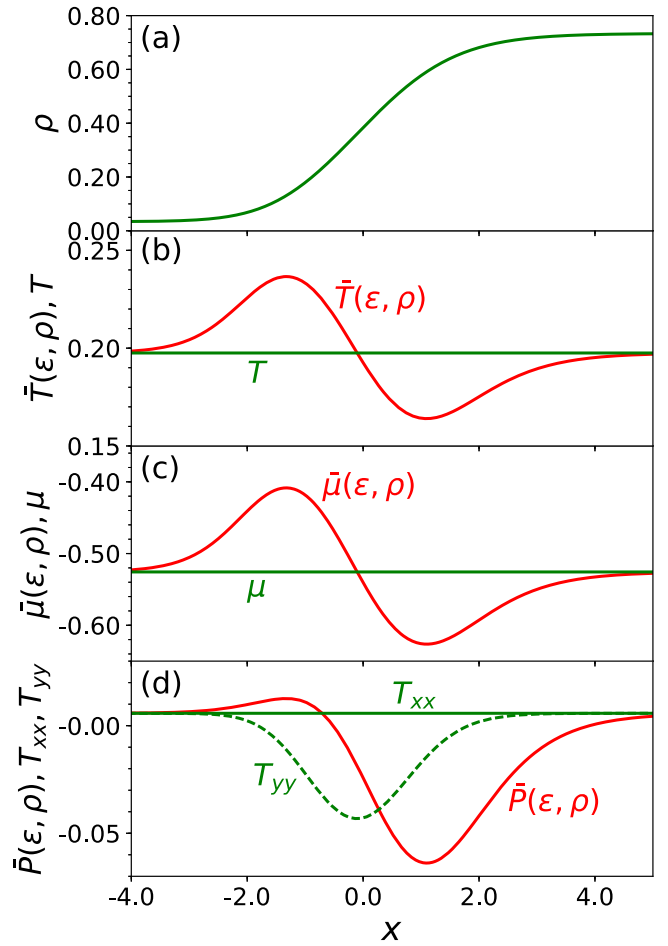 0.80
(a)
0.60
ρ
0.40
0.20
0.00
(b)
0.25
T̄(ε, ρ)
T̄(ε, ρ), T
0.20
T
0.15
(c)
-0.40
μ̄(ε, ρ)
μ̄(ε, ρ), μ
-0.50
μ
-0.60
(d)
T_xx
-0.00
P̄(ε, ρ), T_xx, T_yy
T_yy
P̄(ε, ρ)
-0.05
-4.0 -2.0 0.0 2.0 4.0
x